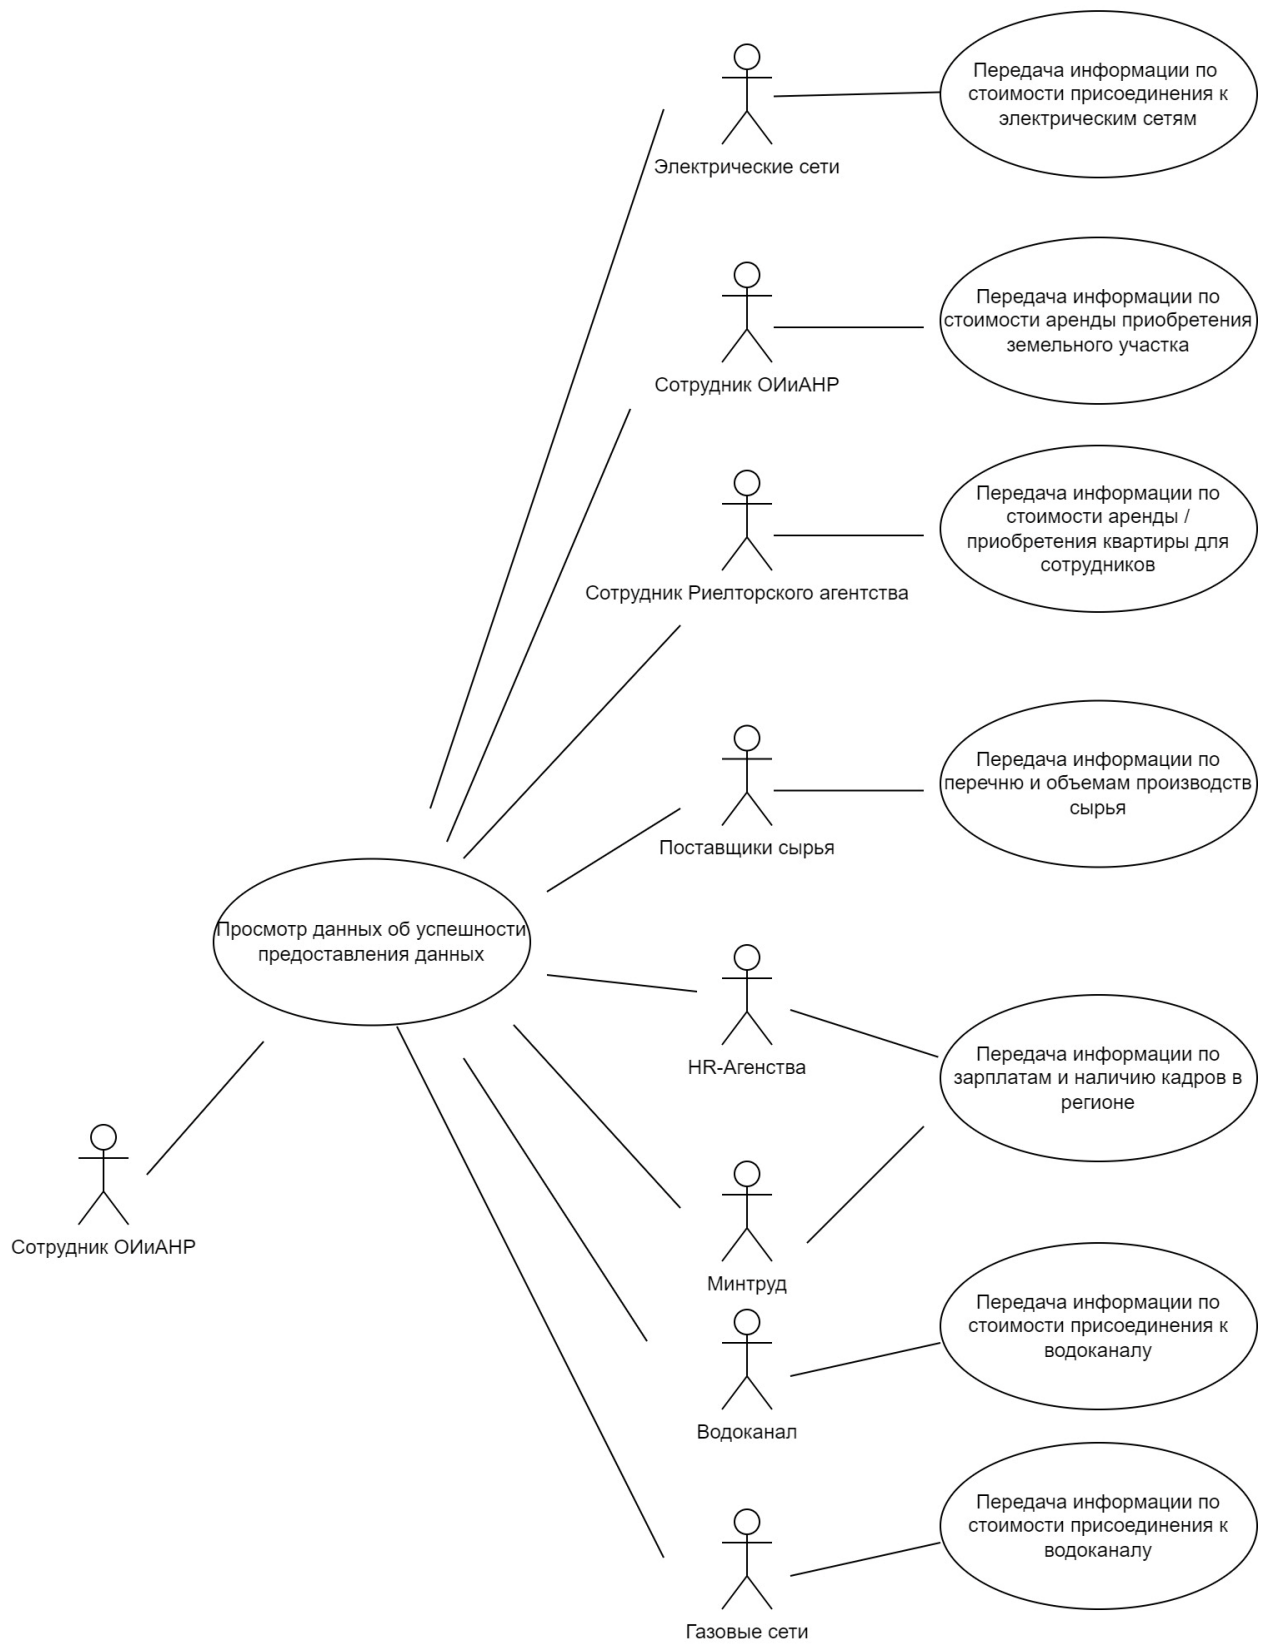 Передача информации по
стоимости присоединения к
электрическим сетям
Электрические сети
Передача информации по
стоимости аренды приобретения
земельного участка
Сотрудник ОИиАНР
Передача информации по
стоимости аренды /
приобретения квартиры для
сотрудников
Сотрудник Риелторского агентства
Передача информации по
перечню и объемам производств
сырья
Поставщики сырья
Просмотр данных об успешности
предоставления данных
HR-Агенства
Передача информации по
зарплатам и наличию кадров в
регионе
Сотрудник ОИиАНР
Минтруд
Передача информации по
стоимости присоединения к
водоканалу
Водоканал
Передача информации по
стоимости присоединения к
водоканалу
Газовые сети